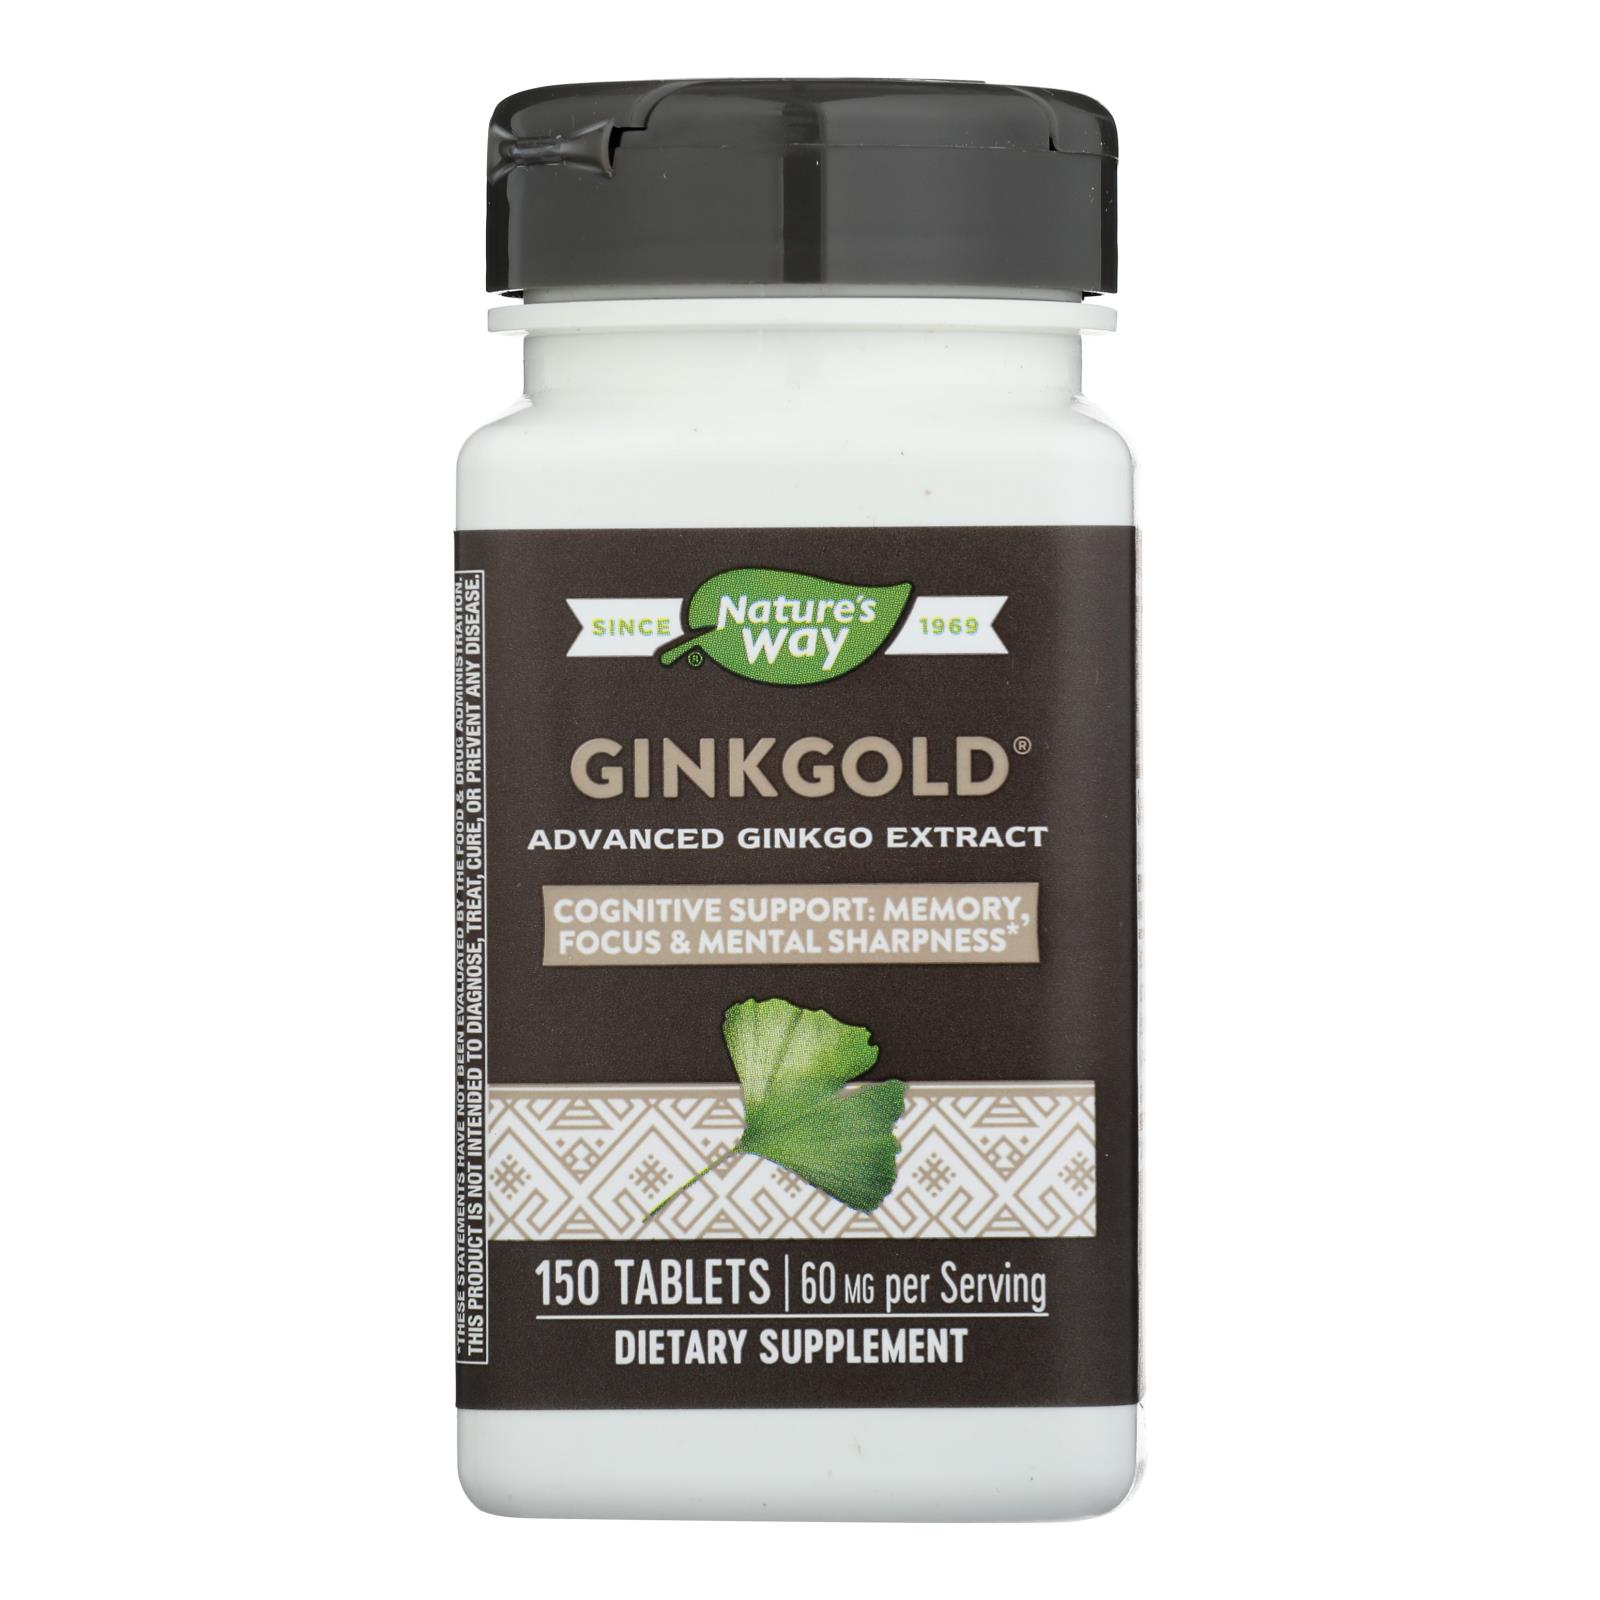 SINCE Nature's Way® 1969
GINKGOLD®
ADVANCED GINKGO EXTRACT
COGNITIVE SUPPORT: MEMORY,
FOCUS & MENTAL SHARPNESS*
150 TABLETS | 60 MG per Serving
DIETARY SUPPLEMENT
*THESE STATEMENTS HAVE NOT BEEN EVALUATED BY THE FOOD & DRUG ADMINISTRATION.
THIS PRODUCT IS NOT INTENDED TO DIAGNOSE, TREAT, CURE, OR PREVENT ANY DISEASE.